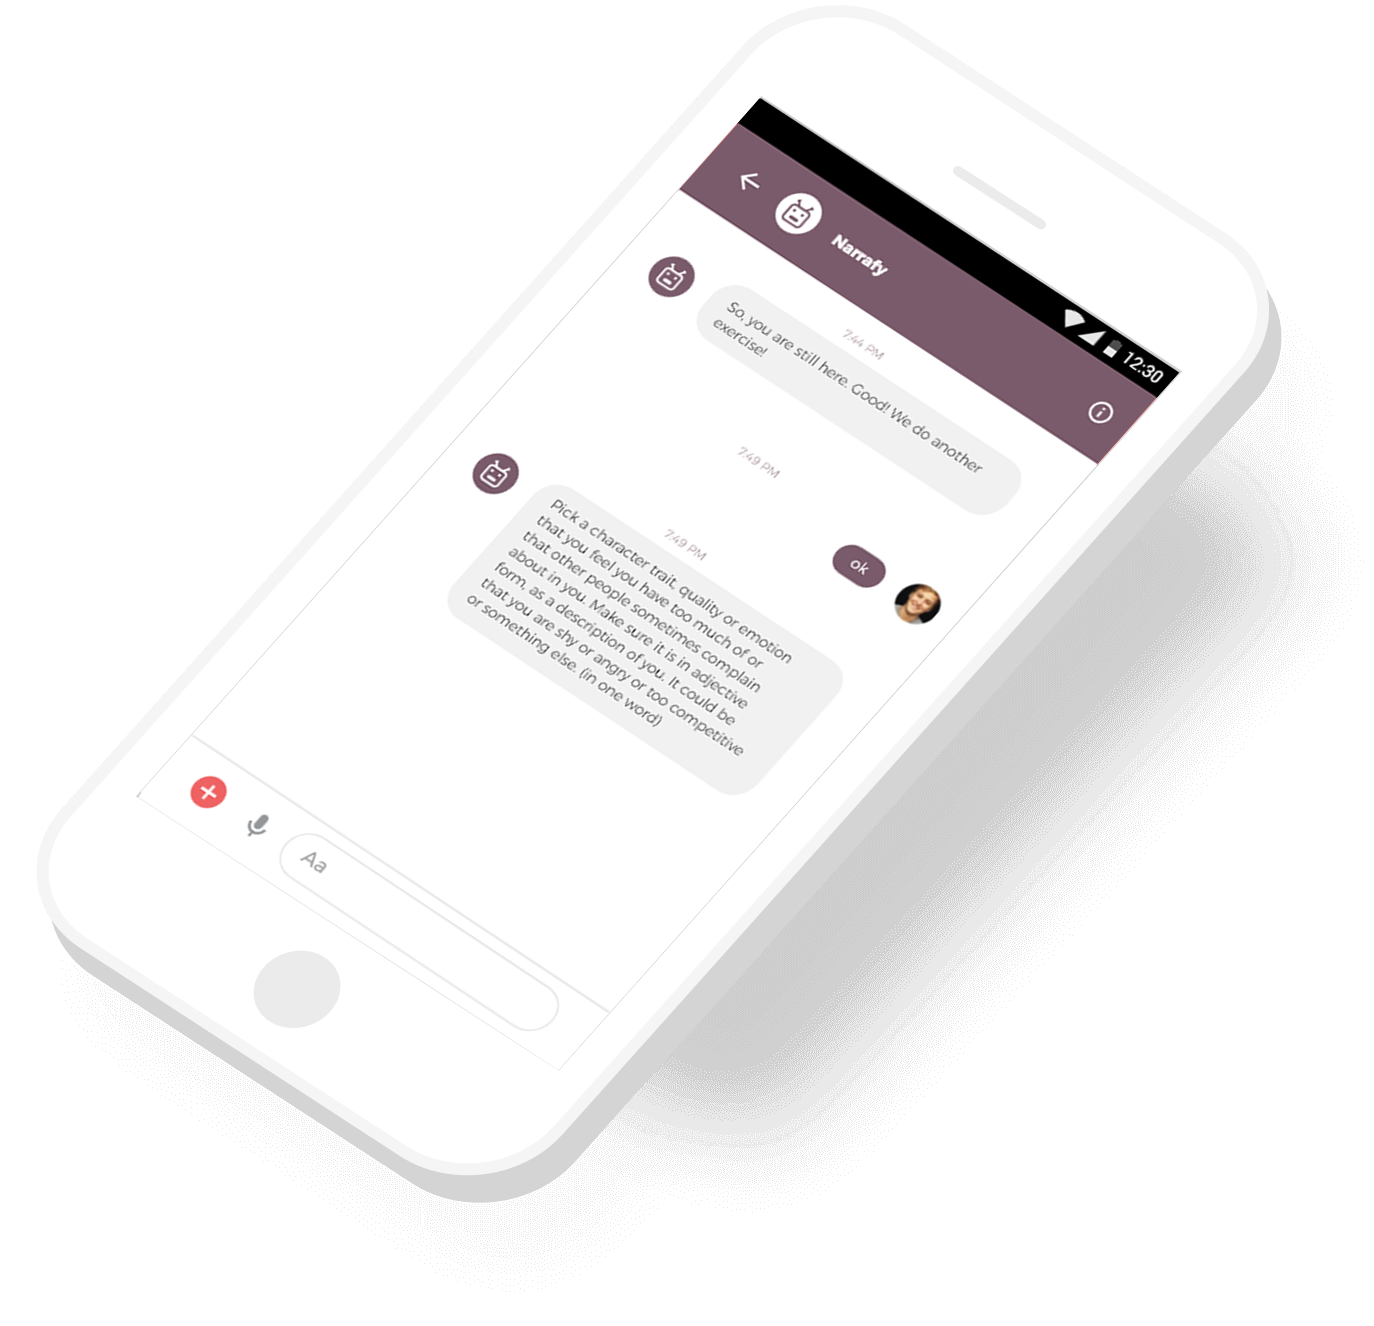 12:30
Narrafy
7:44 PM
So, you are still here. Good! We do another
exercise!
7:49 PM
ok
7:49 PM
Pick a character trait, quality or emotion
that you feel you have too much of or
that other people sometimes complain
about in you. Make sure it is in adjective
form, as a description of you. It could be
that you are shy or angry or too competitive
or something else. (in one word)
Aa